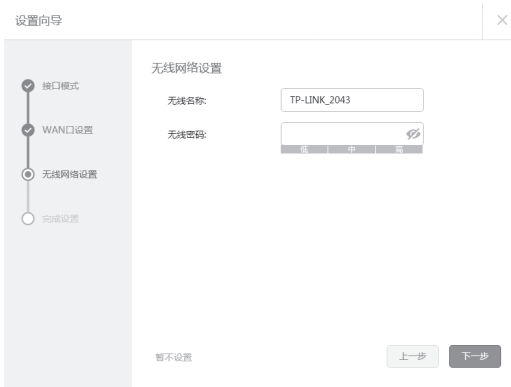 设置向导
接口模式
WAN口设置
无线网络设置
完成设置
无线网络设置
无线名称:
TP-LINK_2043
无线密码:
低 | 中 | 高
暂不设置
上一步
下一步